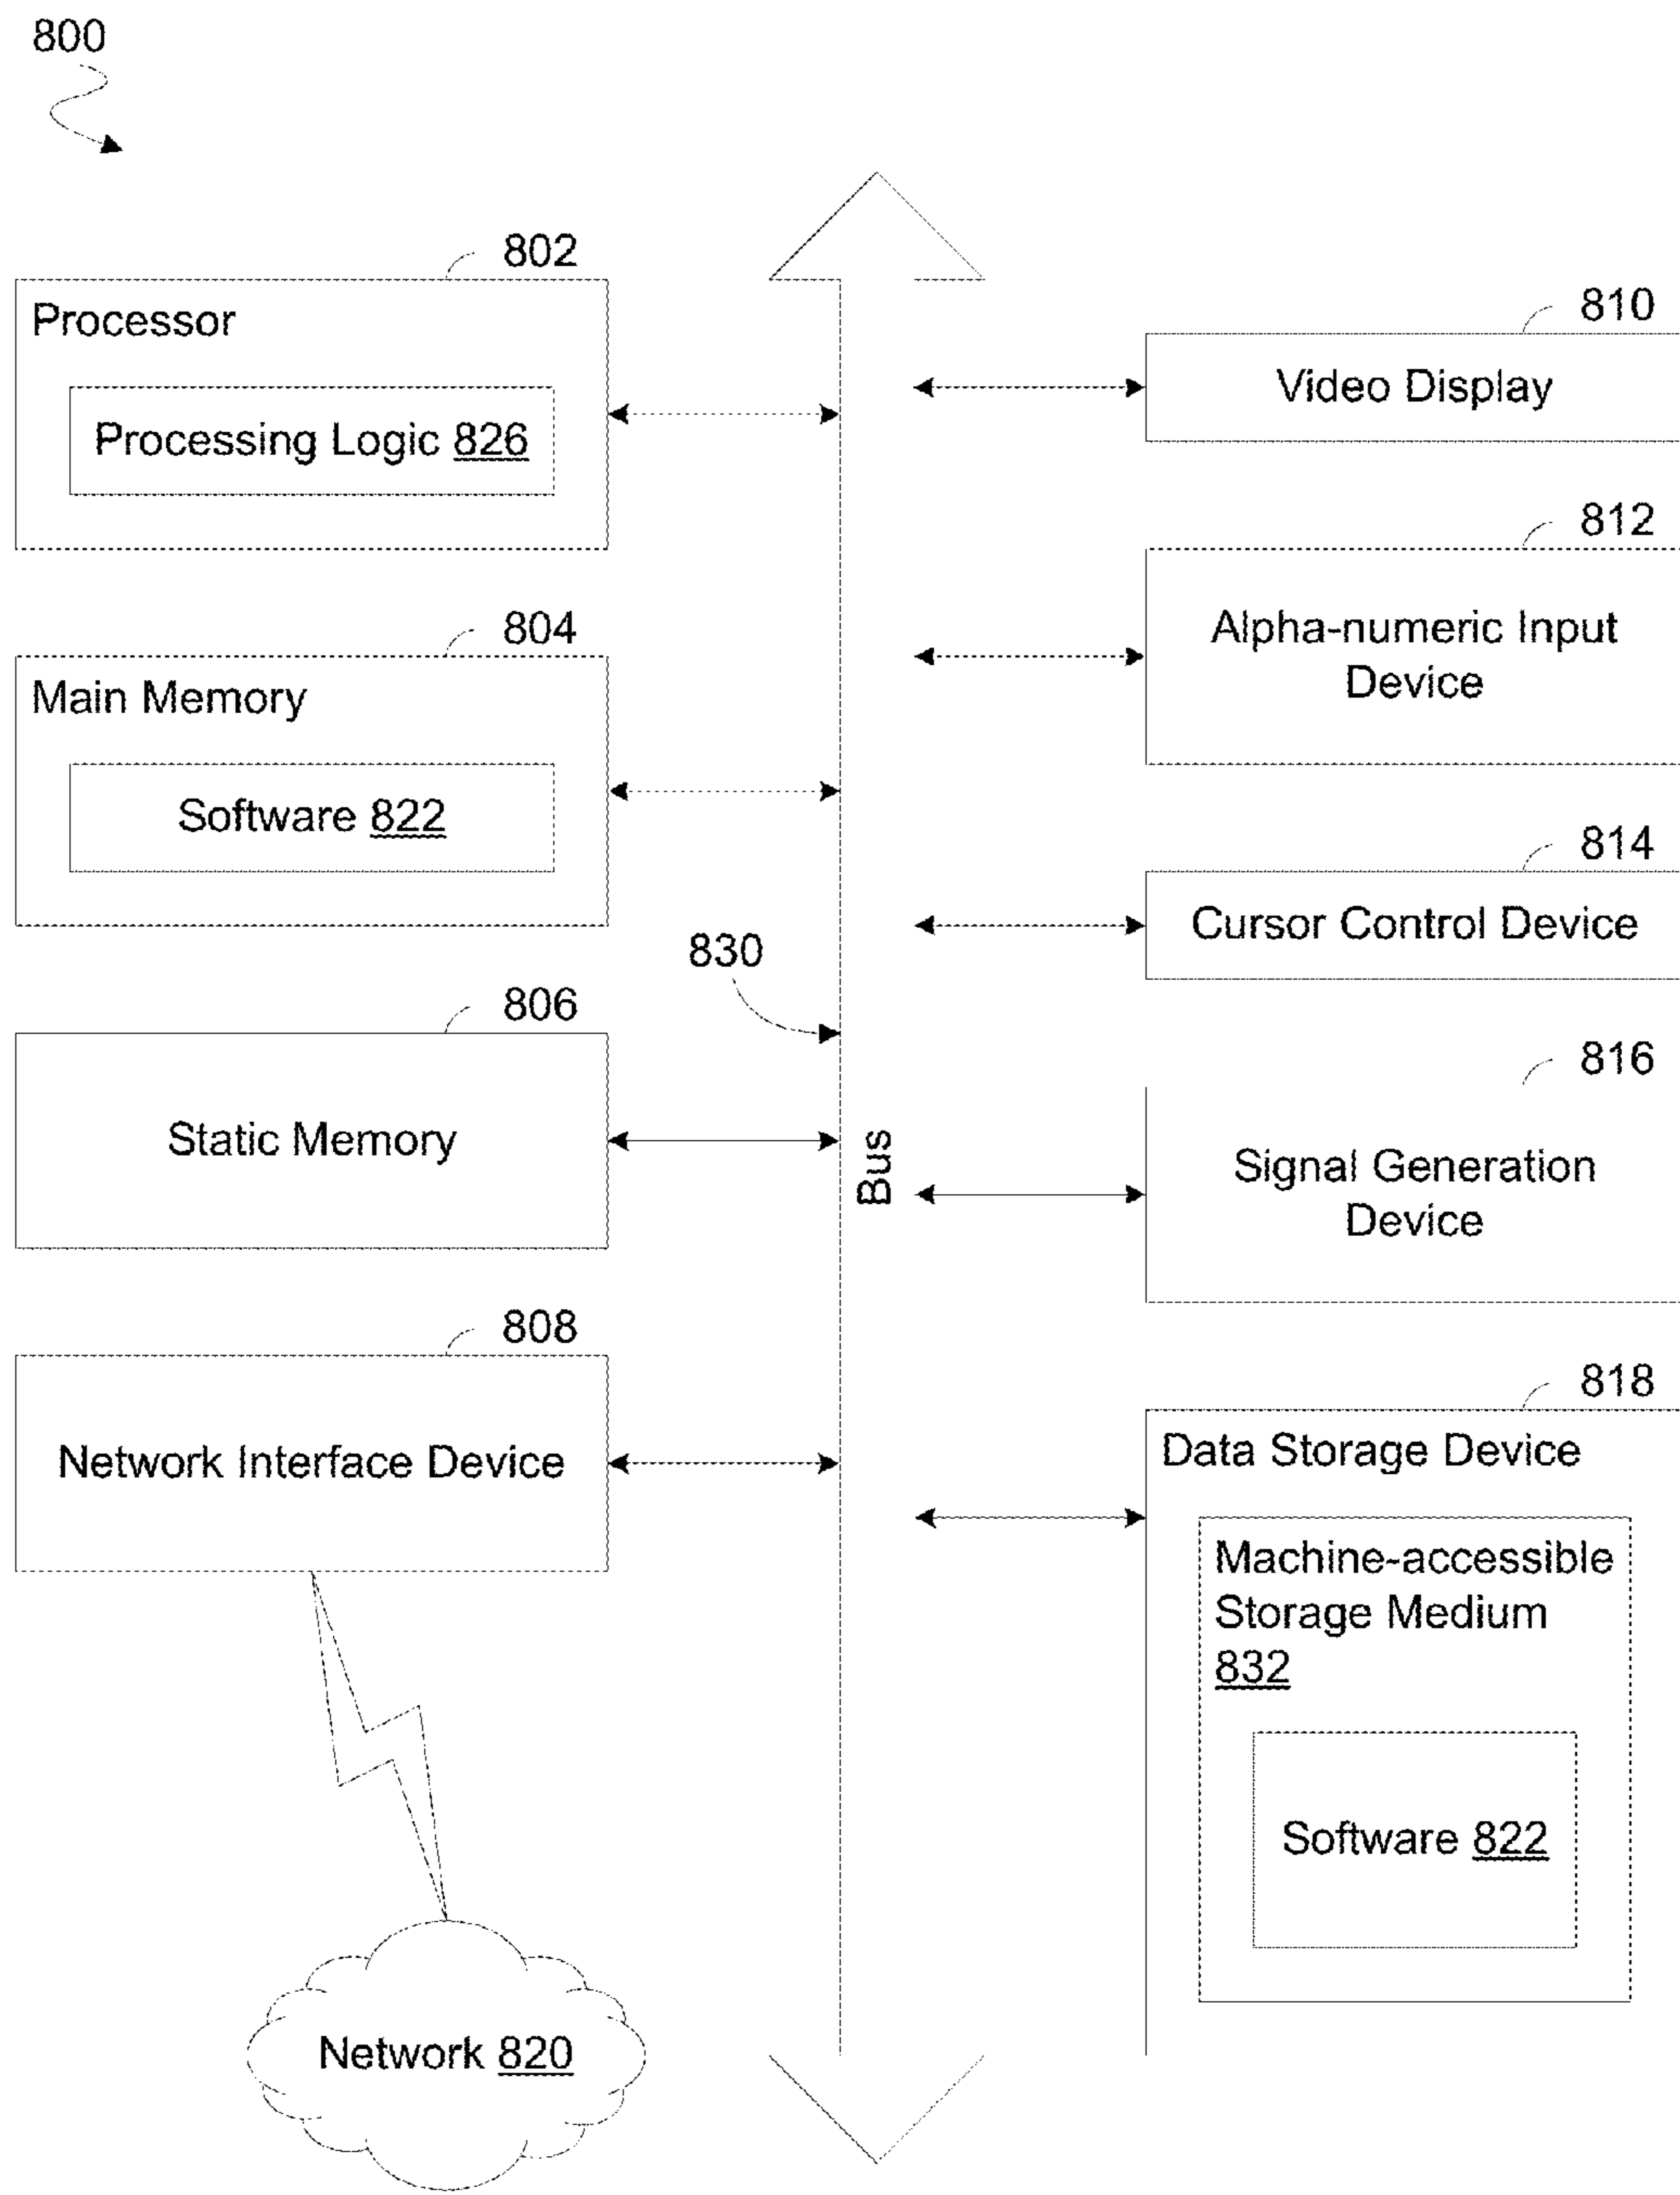 800
802
Processor
Processing Logic 826
804
Main Memory
Software 822
806
Static Memory
808
Network Interface Device
Network 820
830
Bus
810
Video Display
812
Alpha-numeric Input
Device
814
Cursor Control Device
816
Signal Generation
Device
818
Data Storage Device
Machine-accessible
Storage Medium
832
Software 822